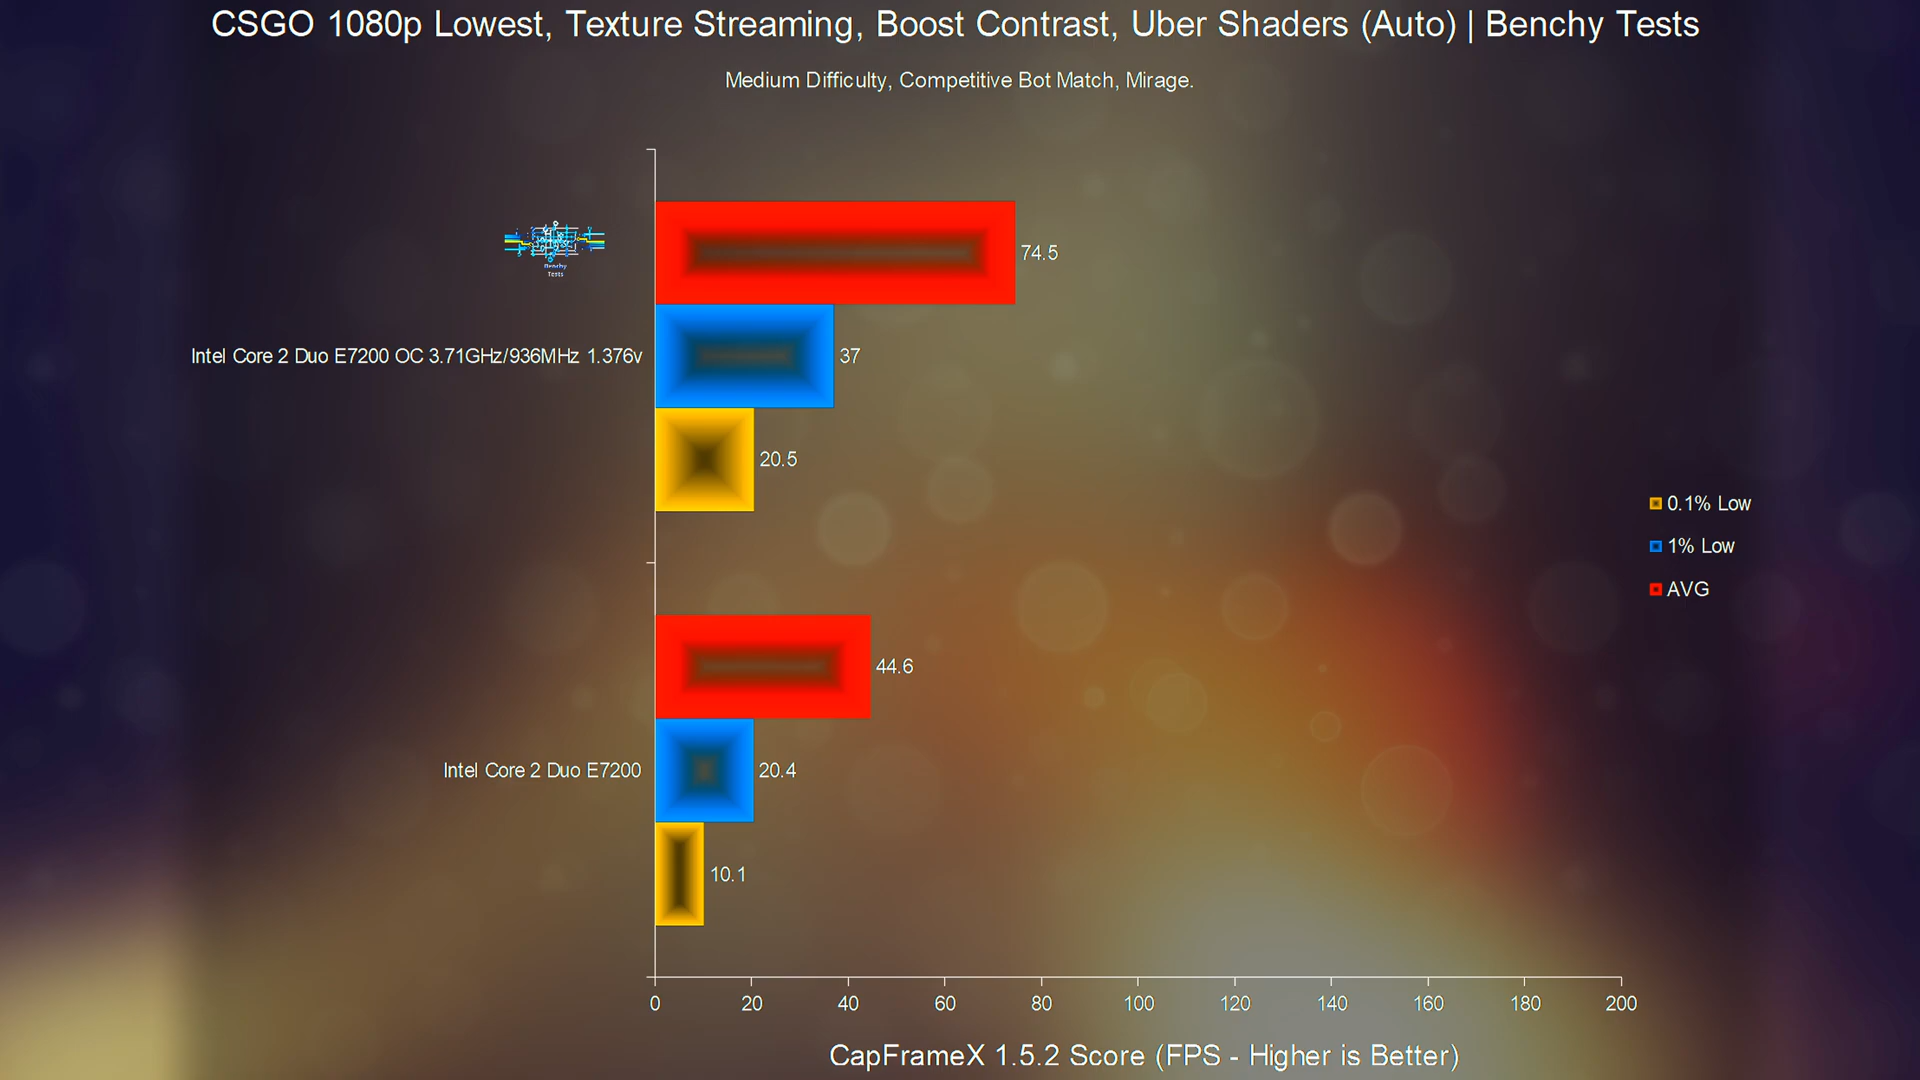 CSGO 1080p Lowest, Texture Streaming, Boost Contrast, Uber Shaders (Auto) | Benchy Tests
Medium Difficulty, Competitive Bot Match, Mirage.
Benchy
Tests
74.5
Intel Core 2 Duo E7200 OC 3.71GHz/936MHz 1.376v
37
20.5
0.1% Low
1% Low
AVG
44.6
Intel Core 2 Duo E7200
20.4
10.1
0 20 40 60 80 100 120 140 160 180 200
CapFrameX 1.5.2 Score (FPS - Higher is Better)